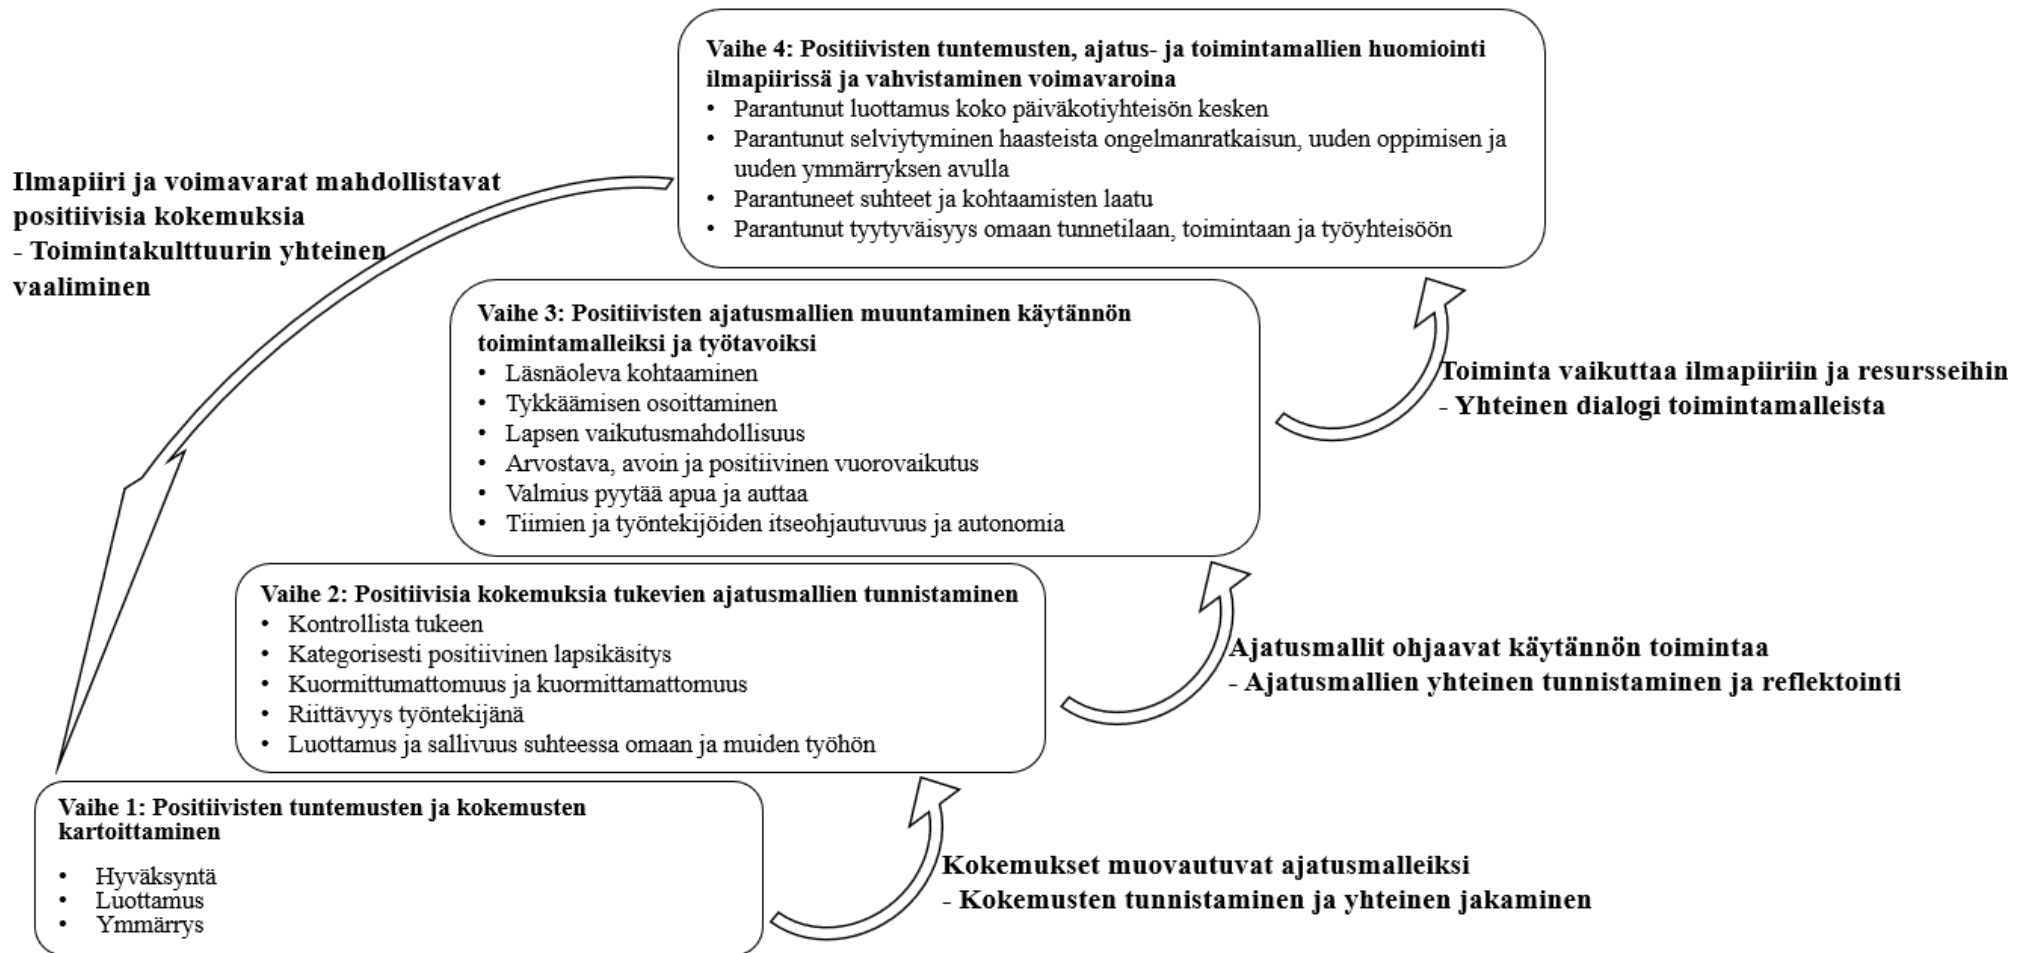 Vaihe 4: Positiivisten tuntemusten, ajatus- ja toimintamallien huomiointi
ilmapiirissä ja vahvistaminen voimavaroina
• Parantunut luottamus koko päiväkotiyhteisön kesken
• Parantunut selviytyminen haasteista ongelmanratkaisun, uuden oppimisen ja
uuden ymmärryksen avulla
• Parantuneet suhteet ja kohtaamisten laatu
• Parantunut tyytyväisyys omaan tunnetilaan, toimintaan ja työyhteisöön
Ilmapiiri ja voimavarat mahdollistavat
positiivisia kokemuksia
- Toimintakulttuurin yhteinen
vaaliminen
Vaihe 3: Positiivisten ajatusmallien muuntaminen käytännön
toimintamalleiksi ja työtavoiksi
• Läsnäoleva kohtaaminen
• Tykkäämisen osoittaminen
• Lapsen vaikutusmahdollisuus
• Arvostava, avoin ja positiivinen vuorovaikutus
• Valmius pyytää apua ja auttaa
• Tiimien ja työntekijöiden itseohjautuvuus ja autonomia
Toiminta vaikuttaa ilmapiiriin ja resursseihin
- Yhteinen dialogi toimintamalleista
Vaihe 2: Positiivisia kokemuksia tukevien ajatusmallien tunnistaminen
• Kontrollista tukeen
• Kategorisesti positiivinen lapsikäsitys
• Kuormittumattomuus ja kuormittamattomuus
• Riittävyys työntekijänä
• Luottamus ja sallivuus suhteessa omaan ja muiden työhön
Ajatusmallit ohjaavat käytännön toimintaa
- Ajatusmallien yhteinen tunnistaminen ja reflektointi
Vaihe 1: Positiivisten tuntemusten ja kokemusten
kartoittaminen
• Hyväksyntä
• Luottamus
• Ymmärrys
Kokemukset muovautuvat ajatusmalleiksi
- Kokemusten tunnistaminen ja yhteinen jakaminen